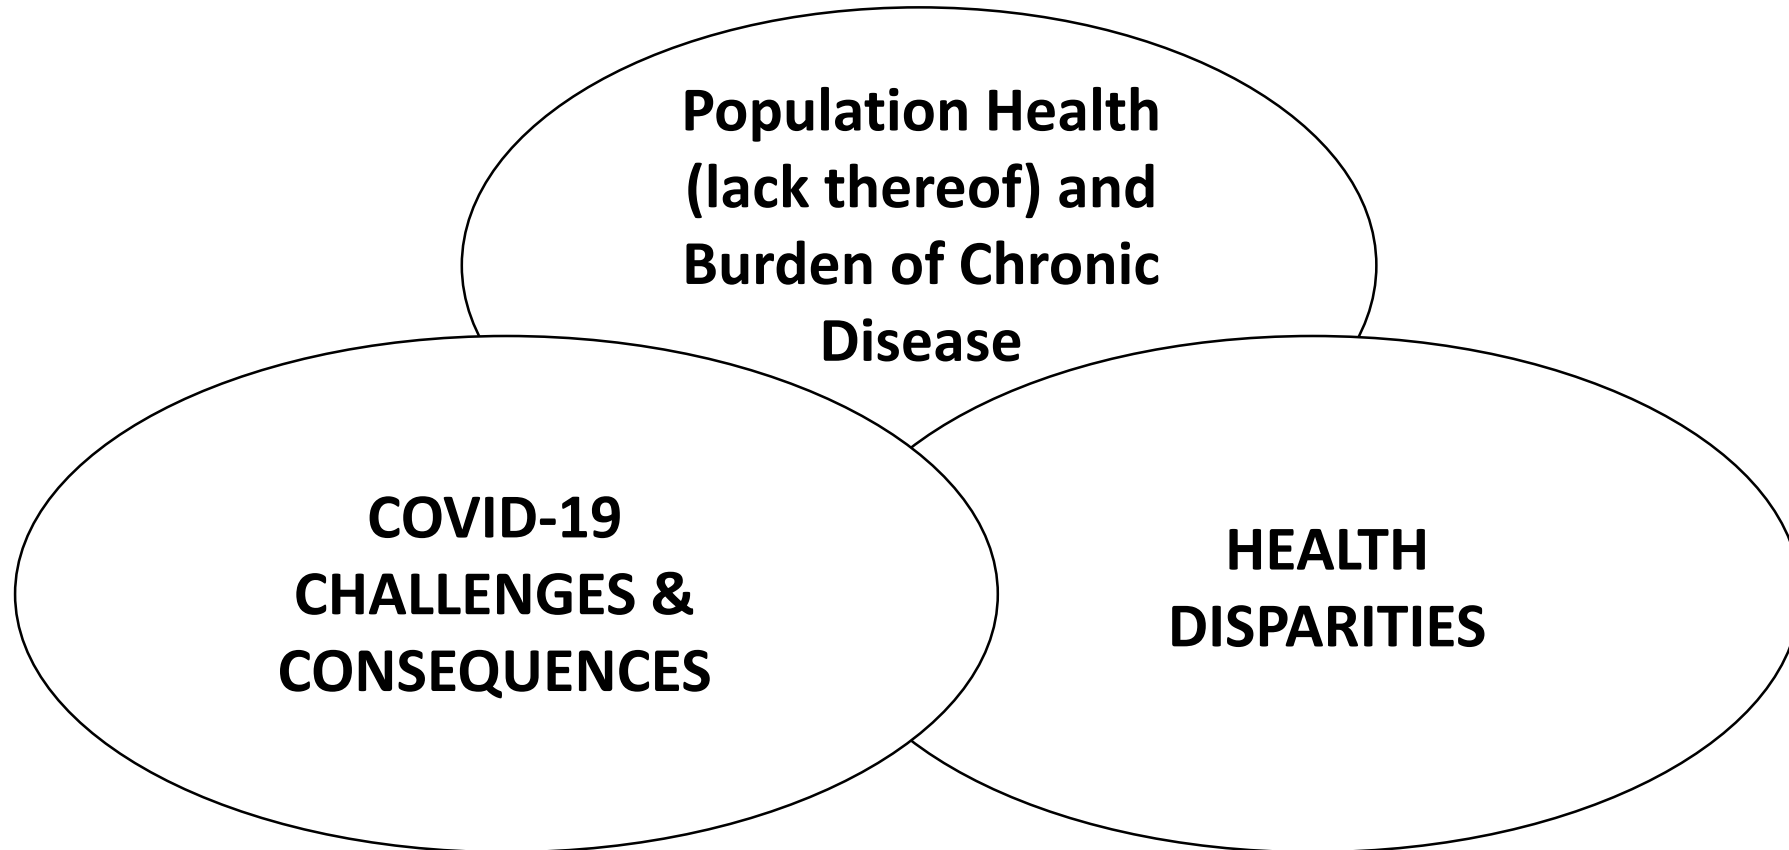 Population Health
(lack thereof) and
Burden of Chronic
Disease
COVID-19
CHALLENGES &
CONSEQUENCES
HEALTH
DISPARITIES